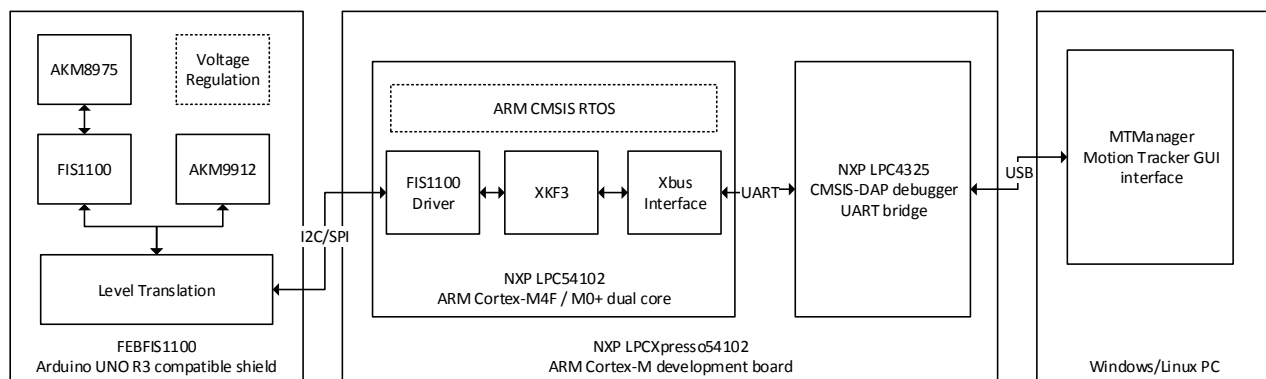 AKM8975
Voltage
Regulation
FIS1100
AKM9912
Level Translation
FEBFIS1100
Arduino UNO R3 compatible shield
I2C/SPI
ARM CMSIS RTOS
FIS1100
Driver
XKF3
Xbus
Interface
NXP LPC54102
ARM Cortex-M4F / M0+ dual core
UART
NXP LPC4325
CMSIS-DAP debugger
UART bridge
NXP LPCXpresso54102
ARM Cortex-M development board
USB
MTManager
Motion Tracker GUI
interface
Windows/Linux PC